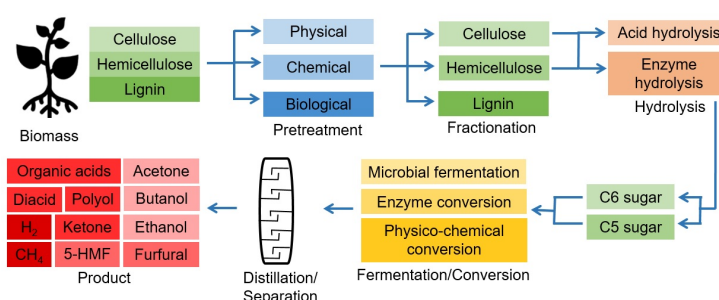 Cellulose
Hemicellulose
Lignin
Biomass
Physical
Chemical
Biological
Pretreatment
Cellulose
Hemicellulose
Lignin
Fractionation
Acid hydrolysis
Enzyme
hydrolysis
Hydrolysis
C6 sugar
C5 sugar
Microbial fermentation
Enzyme conversion
Physico-chemical
conversion
Fermentation/Conversion
Distillation/
Separation
Organic acids
Acetone
Diacid
Polyol
Butanol
H₂
Ketone
Ethanol
CH₄
5-HMF
Furfural
Product